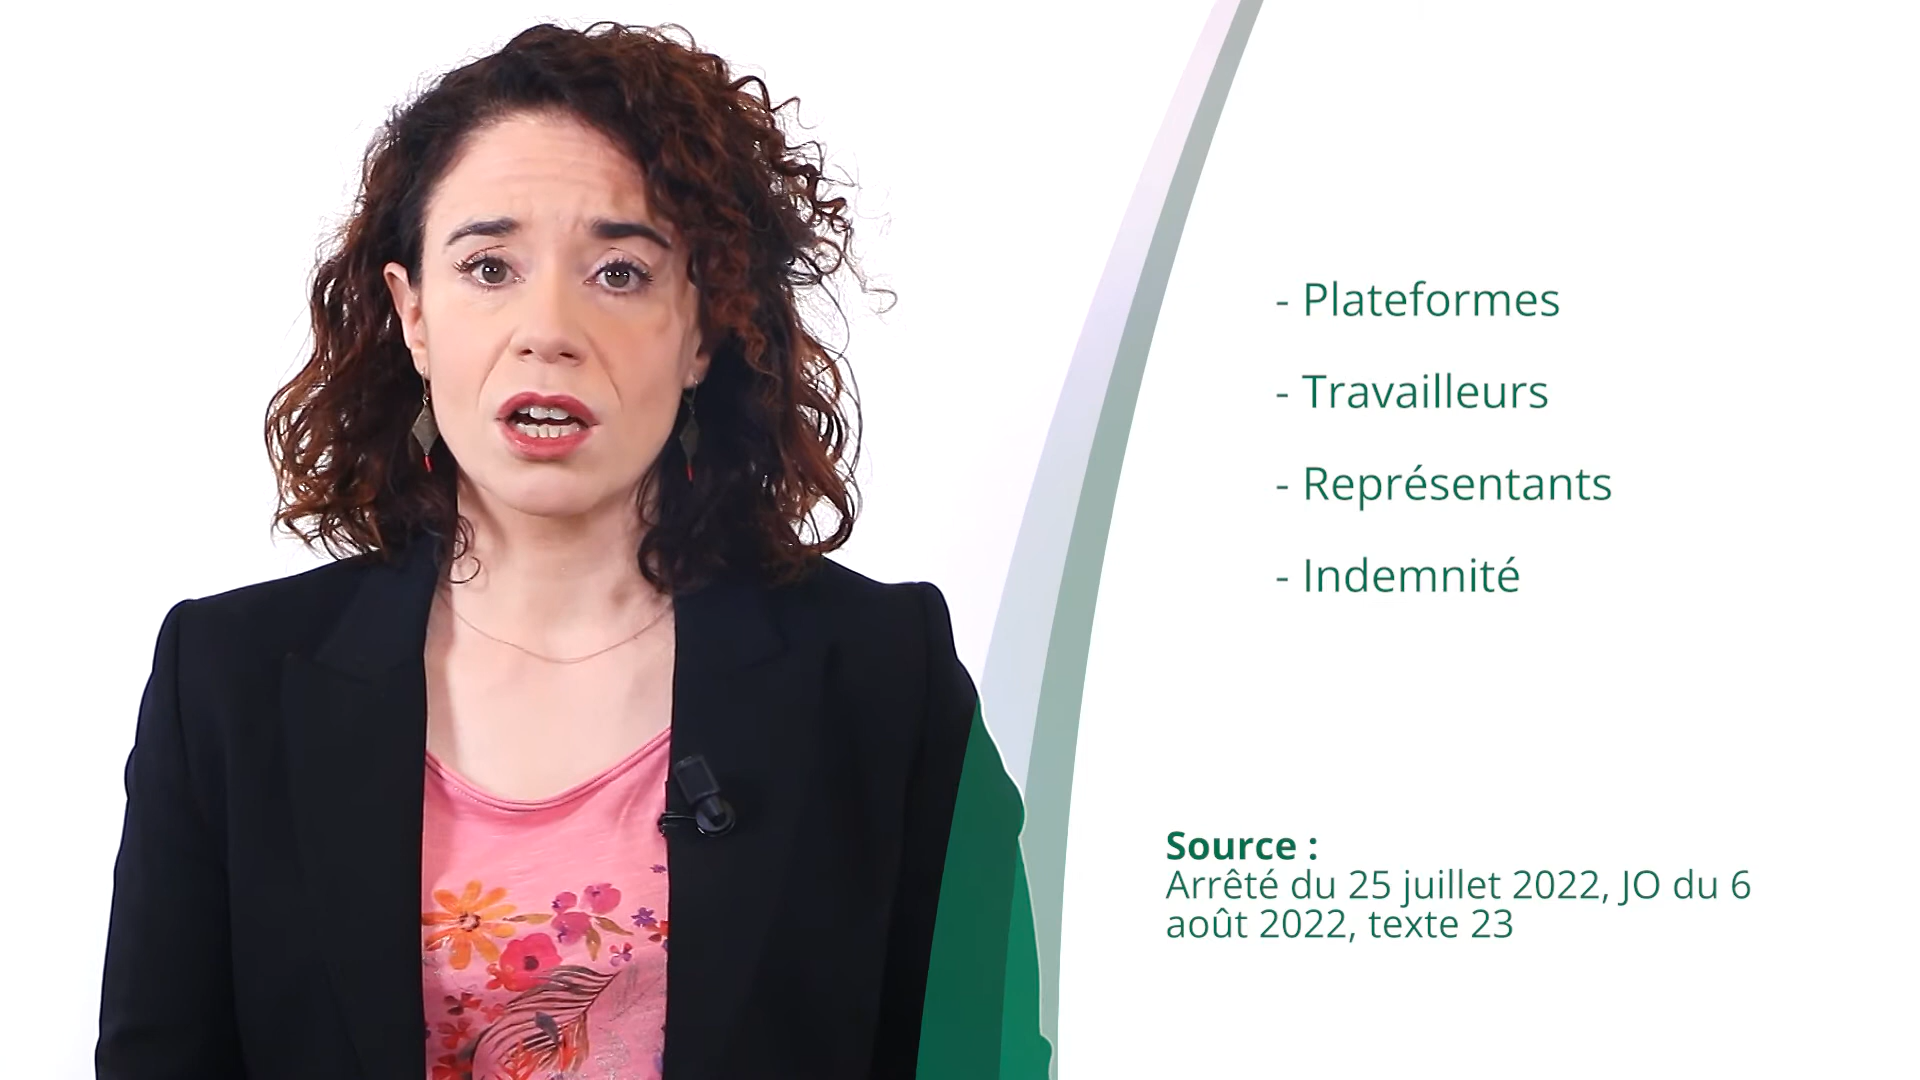 - Plateformes
- Travailleurs
- Représentants
- Indemnité
Source :
Arrêté du 25 juillet 2022, JO du 6
août 2022, texte 23